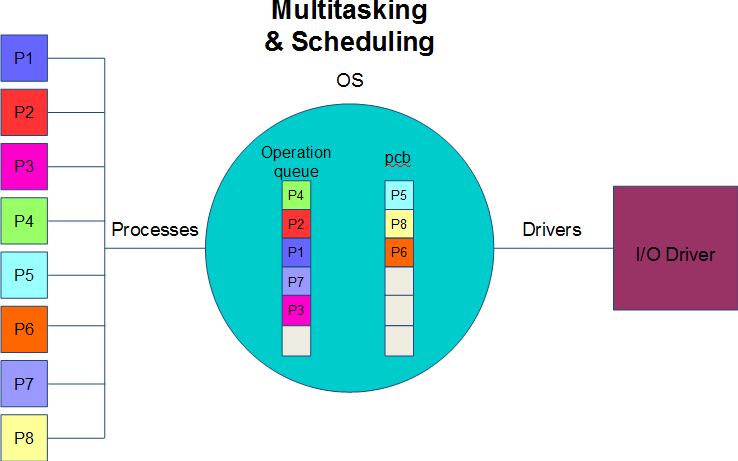 Multitasking
& Scheduling
OS
P1
P2
P3
P4
P5
P6
P7
P8
Processes
Operation
queue
P4
P2
P1
P7
P3
pcb
P5
P8
P6
Drivers
I/O Driver